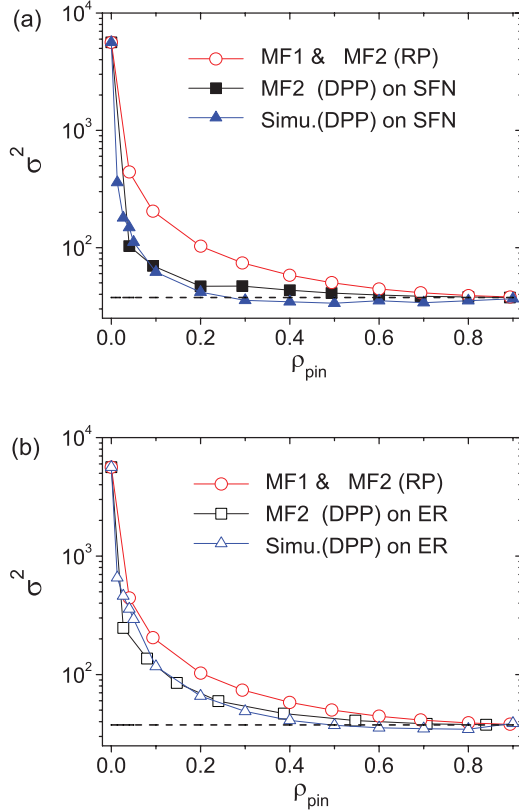 (a)
10^4
10^3
10^2
σ^2
MF1 & MF2 (RP)
MF2 (DPP) on SFN
Simu.(DPP) on SFN
0.0 0.2 0.4 0.6 0.8
ρ_pin
(b)
10^4
10^3
10^2
σ^2
MF1 & MF2 (RP)
MF2 (DPP) on ER
Simu.(DPP) on ER
0.0 0.2 0.4 0.6 0.8
ρ_pin